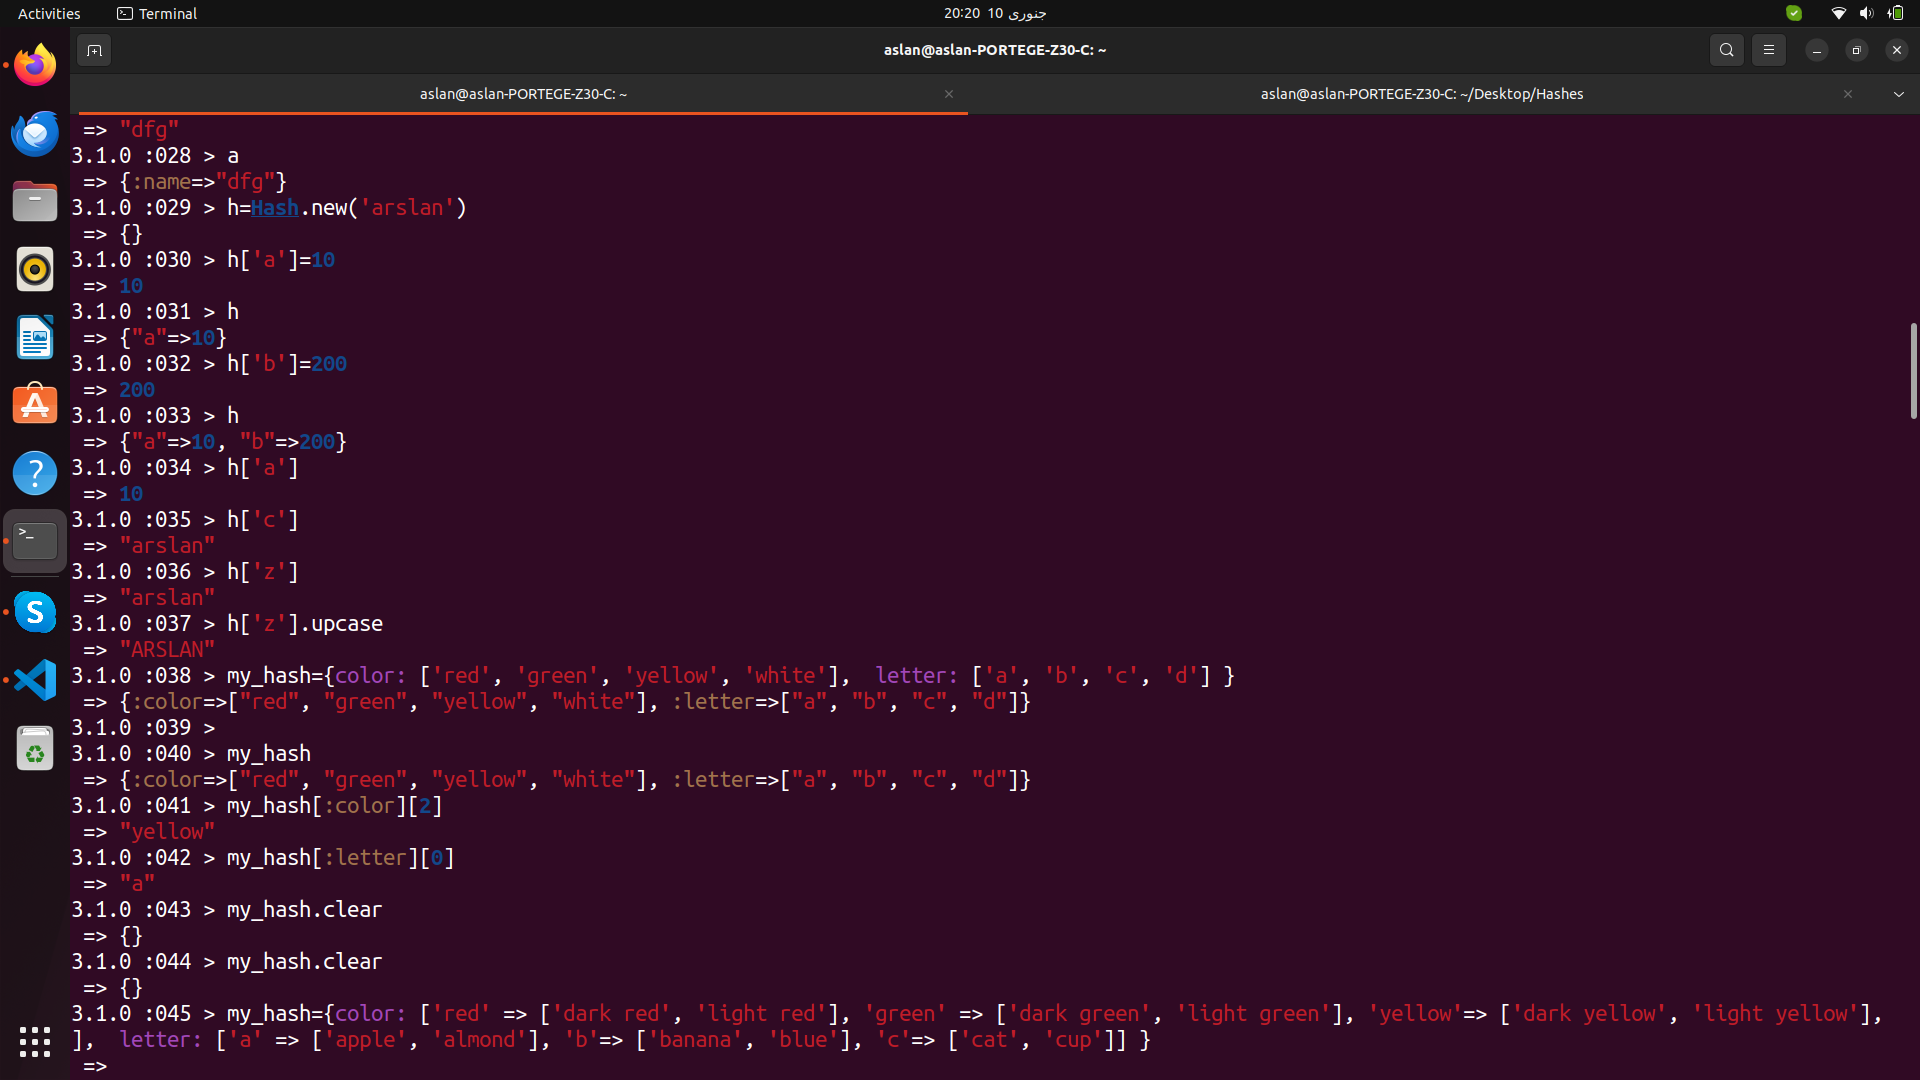 Activities
Terminal
20:20 10 جنوری
aslan@aslan-PORTEGE-Z30-C: ~
aslan@aslan-PORTEGE-Z30-C: ~
aslan@aslan-PORTEGE-Z30-C: ~/Desktop/Hashes
=> "dfg"
3.1.0 :028 > a
=> {:name=>"dfg"}
3.1.0 :029 > h=Hash.new('arslan')
=> {}
3.1.0 :030 > h['a']=10
=> 10
3.1.0 :031 > h
=> {"a"=>10}
3.1.0 :032 > h['b']=200
=> 200
3.1.0 :033 > h
=> {"a"=>10, "b"=>200}
3.1.0 :034 > h['a']
=> 10
3.1.0 :035 > h['c']
=> "arslan"
3.1.0 :036 > h['z']
=> "arslan"
3.1.0 :037 > h['z'].upcase
=> "ARSLAN"
3.1.0 :038 > my_hash={color: ['red', 'green', 'yellow', 'white'],  letter: ['a', 'b', 'c', 'd'] }
=> {:color=>["red", "green", "yellow", "white"], :letter=>["a", "b", "c", "d"]}
3.1.0 :039 >
3.1.0 :040 > my_hash
=> {:color=>["red", "green", "yellow", "white"], :letter=>["a", "b", "c", "d"]}
3.1.0 :041 > my_hash[:color][2]
=> "yellow"
3.1.0 :042 > my_hash[:letter][0]
=> "a"
3.1.0 :043 > my_hash.clear
=> {}
3.1.0 :044 > my_hash.clear
=> {}
3.1.0 :045 > my_hash={color: ['red' => ['dark red', 'light red'], 'green' => ['dark green', 'light green'], 'yellow'=> ['dark yellow', 'light yellow'],
],  letter: ['a' => ['apple', 'almond'], 'b'=> ['banana', 'blue'], 'c'=> ['cat', 'cup']] }
=>